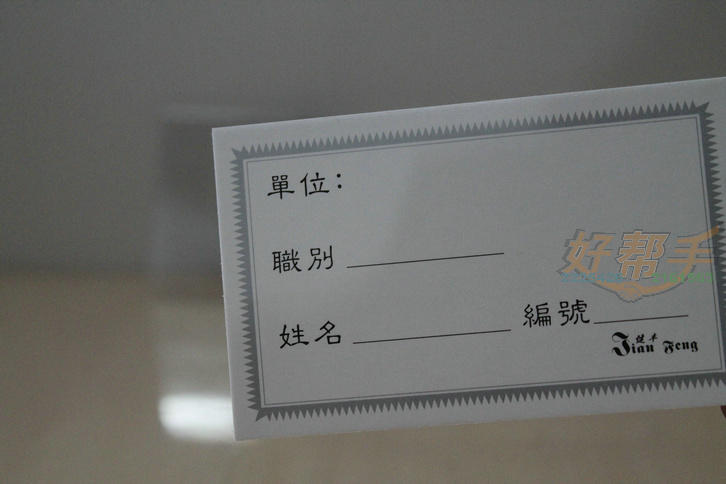 單位：
職別
姓名 編號
Jian Feng
好帮手